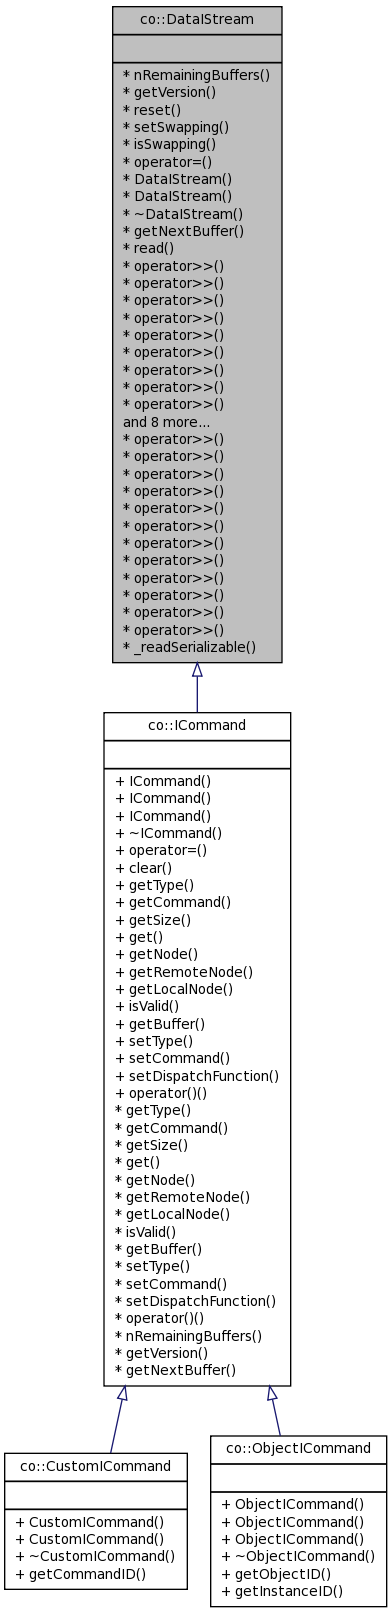 co::DataIStream
* nRemainingBuffers()
* getVersion()
* reset()
* setSwapping()
* isSwapping()
* operator=()
* DataIStream()
* DataIStream()
* ~DataIStream()
* getNextBuffer()
* read()
* operator>>()
* operator>>()
* operator>>()
* operator>>()
* operator>>()
* operator>>()
* operator>>()
* operator>>()
* operator>>()
and 8 more...
* operator>>()
* operator>>()
* operator>>()
* operator>>()
* operator>>()
* operator>>()
* operator>>()
* operator>>()
* operator>>()
* operator>>()
* operator>>()
* operator>>()
* _readSerializable()
co::ICommand
+ ICommand()
+ ICommand()
+ ICommand()
+ ~ICommand()
+ operator=()
+ clear()
+ getType()
+ getCommand()
+ getSize()
+ get()
+ getNode()
+ getRemoteNode()
+ getLocalNode()
+ isValid()
+ getBuffer()
+ setType()
+ setCommand()
+ setDispatchFunction()
+ operator()()
* getType()
* getCommand()
* getSize()
* get()
* getNode()
* getRemoteNode()
* getLocalNode()
* isValid()
* getBuffer()
* setType()
* setCommand()
* setDispatchFunction()
* operator()()
* nRemainingBuffers()
* getVersion()
* getNextBuffer()
co::CustomICommand
+ CustomICommand()
+ CustomICommand()
+ ~CustomICommand()
+ getCommandID()
co::ObjectICommand
+ ObjectICommand()
+ ObjectICommand()
+ ObjectICommand()
+ ~ObjectICommand()
+ getObjectID()
+ getInstanceID()